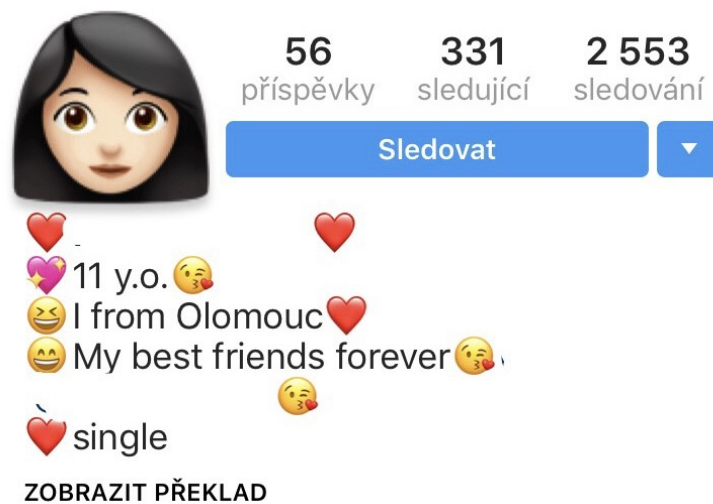 56 331 2 553
příspěvky sledující sledování
Sledovat
11 y.o.
I from Olomouc
My best friends forever
single
ZOBRAZIT PŘEKLAD